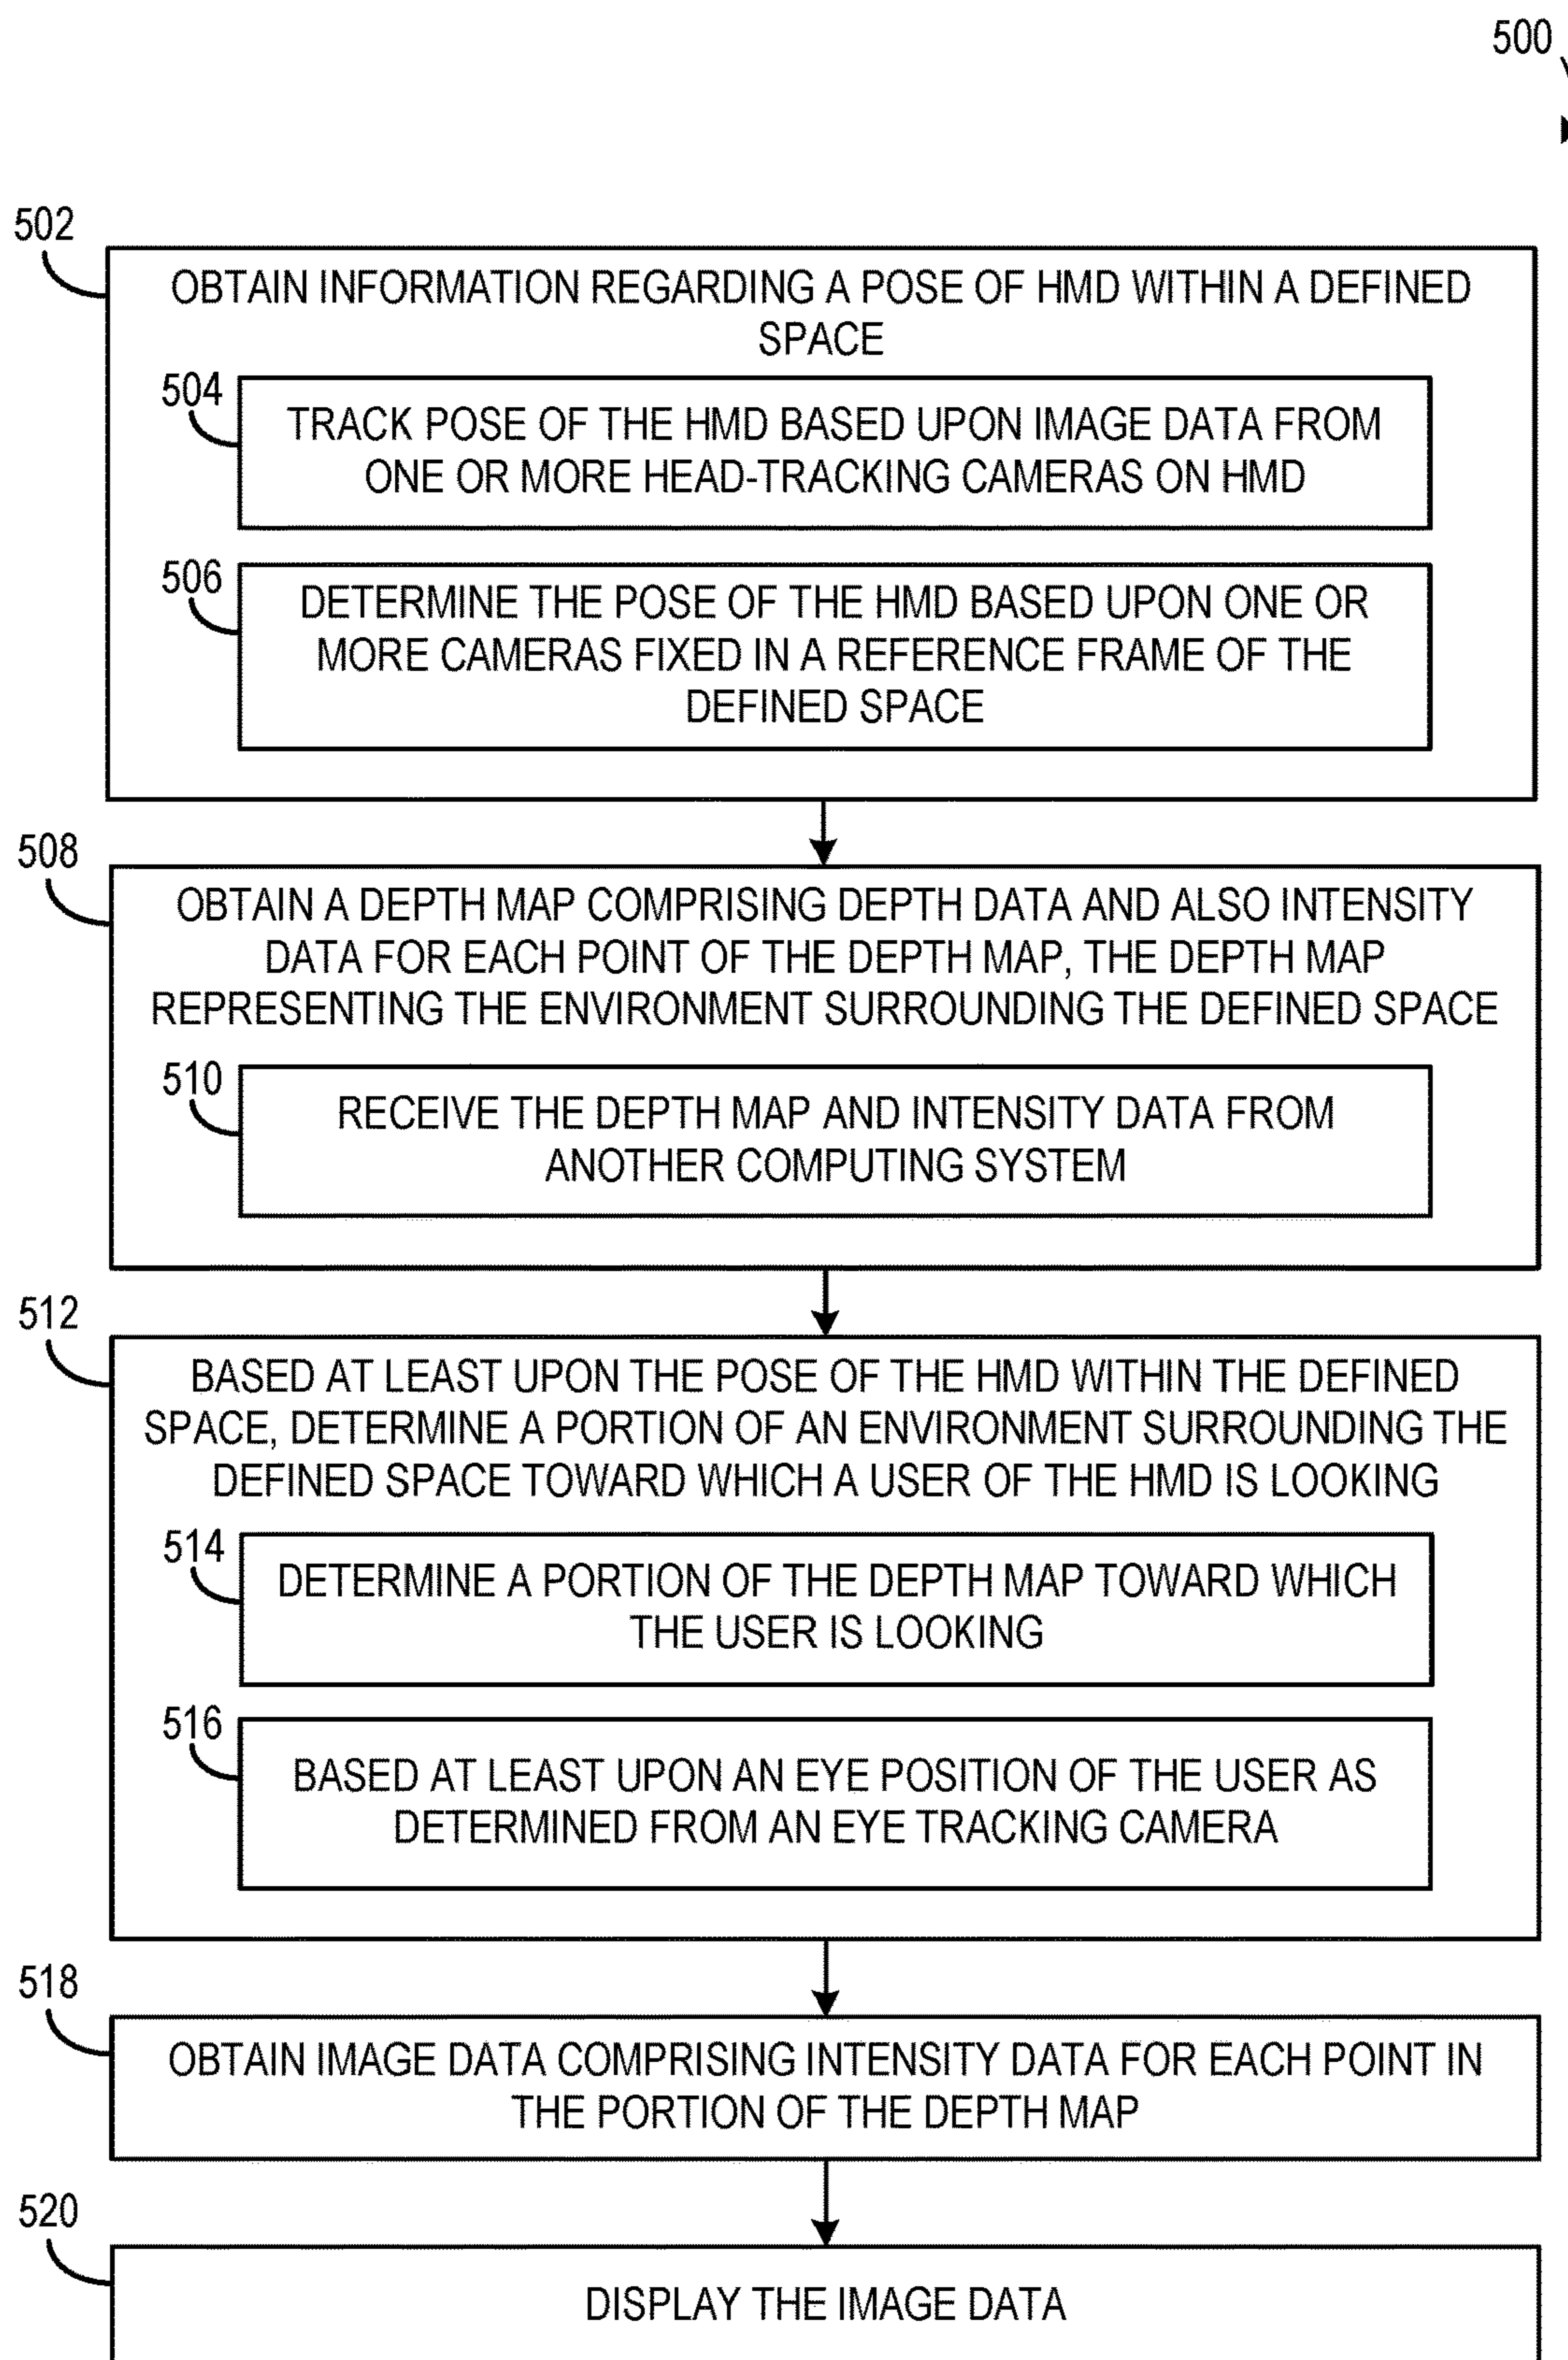 500
502
OBTAIN INFORMATION REGARDING A POSE OF HMD WITHIN A DEFINED
SPACE
504
TRACK POSE OF THE HMD BASED UPON IMAGE DATA FROM
ONE OR MORE HEAD-TRACKING CAMERAS ON HMD
506
DETERMINE THE POSE OF THE HMD BASED UPON ONE OR
MORE CAMERAS FIXED IN A REFERENCE FRAME OF THE
DEFINED SPACE
508
OBTAIN A DEPTH MAP COMPRISING DEPTH DATA AND ALSO INTENSITY
DATA FOR EACH POINT OF THE DEPTH MAP, THE DEPTH MAP
REPRESENTING THE ENVIRONMENT SURROUNDING THE DEFINED SPACE
510
RECEIVE THE DEPTH MAP AND INTENSITY DATA FROM
ANOTHER COMPUTING SYSTEM
512
BASED AT LEAST UPON THE POSE OF THE HMD WITHIN THE DEFINED
SPACE, DETERMINE A PORTION OF AN ENVIRONMENT SURROUNDING THE
DEFINED SPACE TOWARD WHICH A USER OF THE HMD IS LOOKING
514
DETERMINE A PORTION OF THE DEPTH MAP TOWARD WHICH
THE USER IS LOOKING
516
BASED AT LEAST UPON AN EYE POSITION OF THE USER AS
DETERMINED FROM AN EYE TRACKING CAMERA
518
OBTAIN IMAGE DATA COMPRISING INTENSITY DATA FOR EACH POINT IN
THE PORTION OF THE DEPTH MAP
520
DISPLAY THE IMAGE DATA